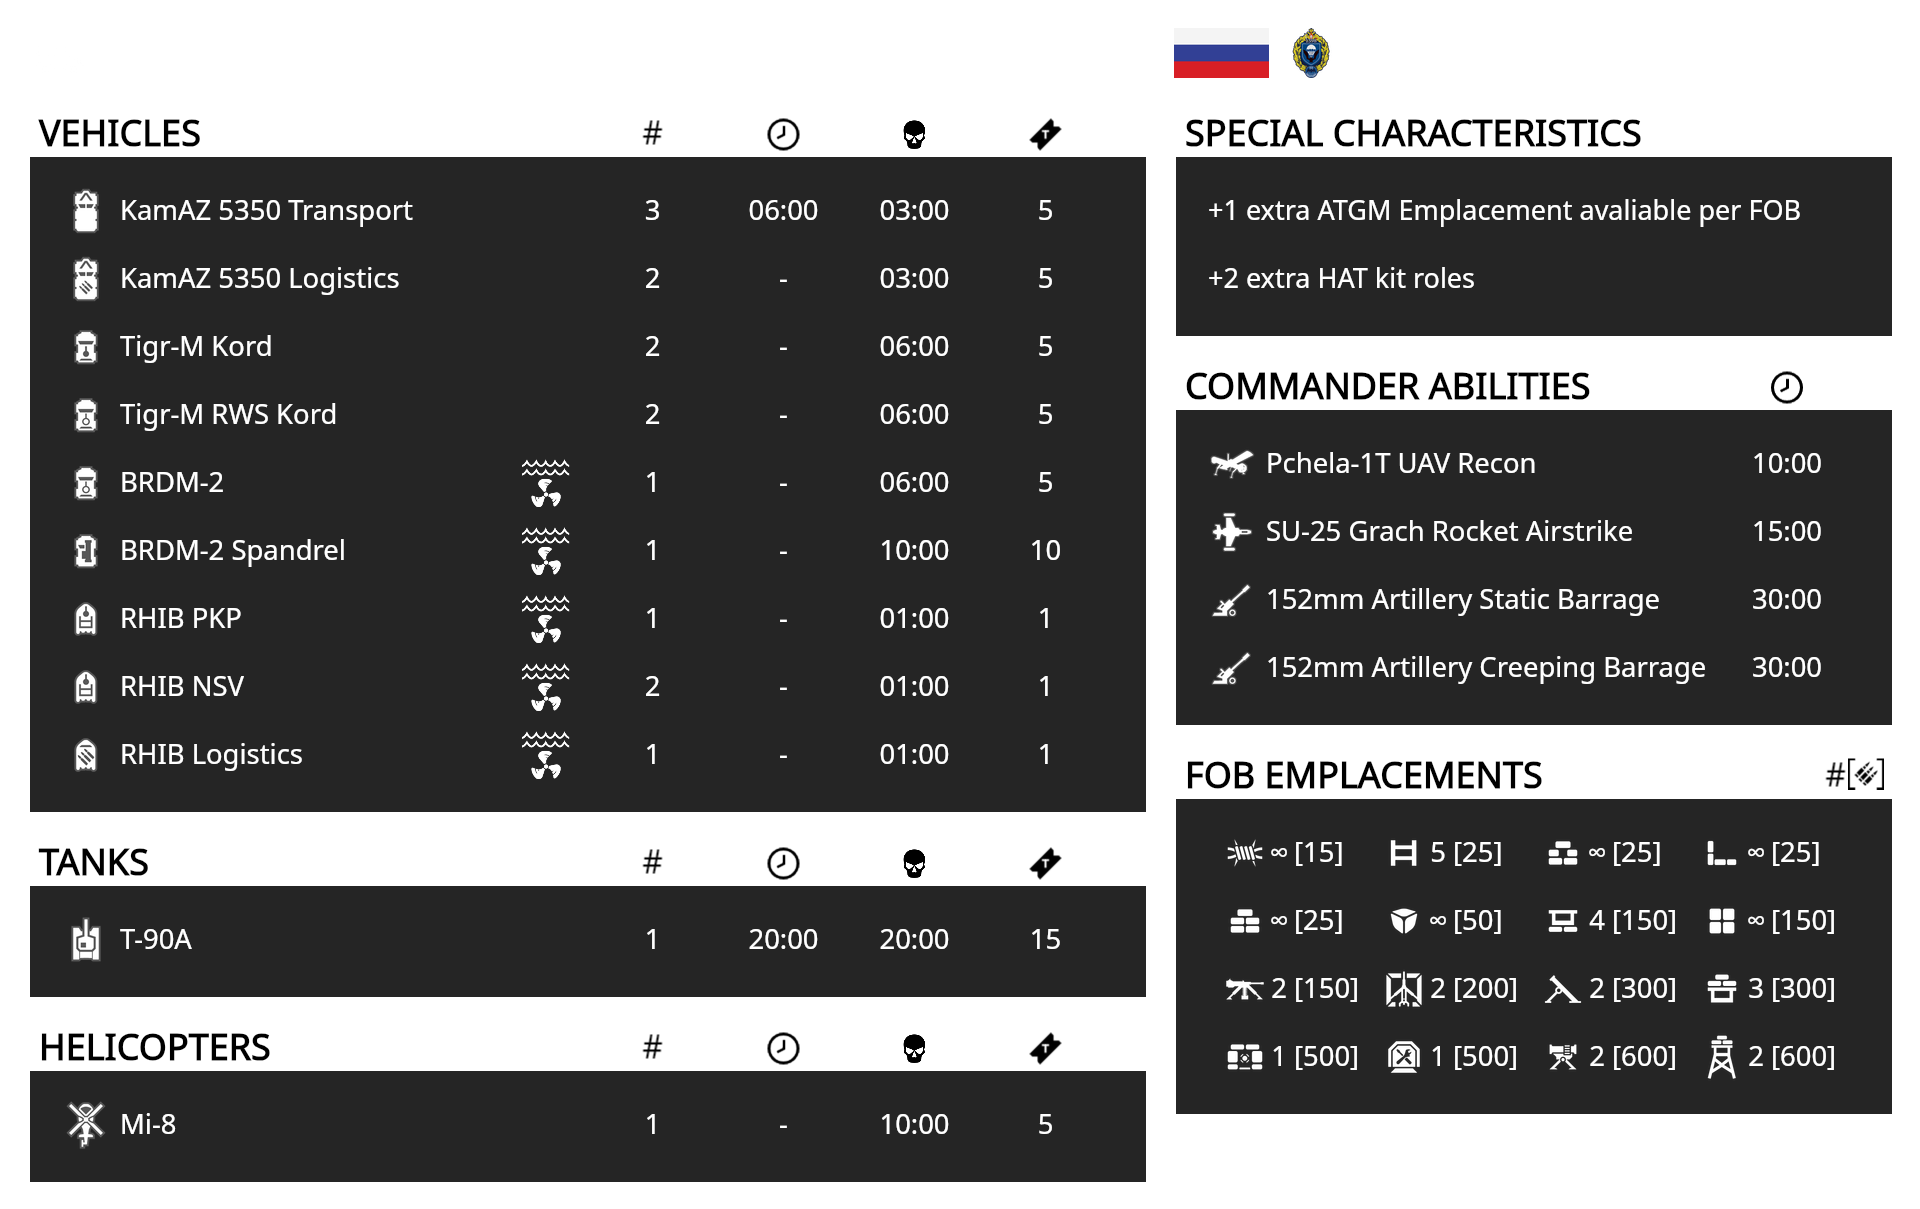 VEHICLES #
KamAZ 5350 Transport 3 06:00 03:00 5
KamAZ 5350 Logistics 2 - 03:00 5
Tigr-M Kord 2 - 06:00 5
Tigr-M RWS Kord 2 - 06:00 5
BRDM-2 1 - 06:00 5
BRDM-2 Spandrel 1 - 10:00 10
RHIB PKP 1 - 01:00 1
RHIB NSV 2 - 01:00 1
RHIB Logistics 1 - 01:00 1
TANKS #
T-90A 1 20:00 20:00 15
HELICOPTERS #
Mi-8 1 - 10:00 5
SPECIAL CHARACTERISTICS
+1 extra ATGM Emplacement avaliable per FOB
+2 extra HAT kit roles
COMMANDER ABILITIES
Pchela-1T UAV Recon 10:00
SU-25 Grach Rocket Airstrike 15:00
152mm Artillery Static Barrage 30:00
152mm Artillery Creeping Barrage 30:00
FOB EMPLACEMENTS #[]
∞ [15] 5 [25] ∞ [25] ∞ [25]
∞ [25] ∞ [50] 4 [150] ∞ [150]
2 [150] 2 [200] 2 [300] 3 [300]
1 [500] 1 [500] 2 [600] 2 [600]